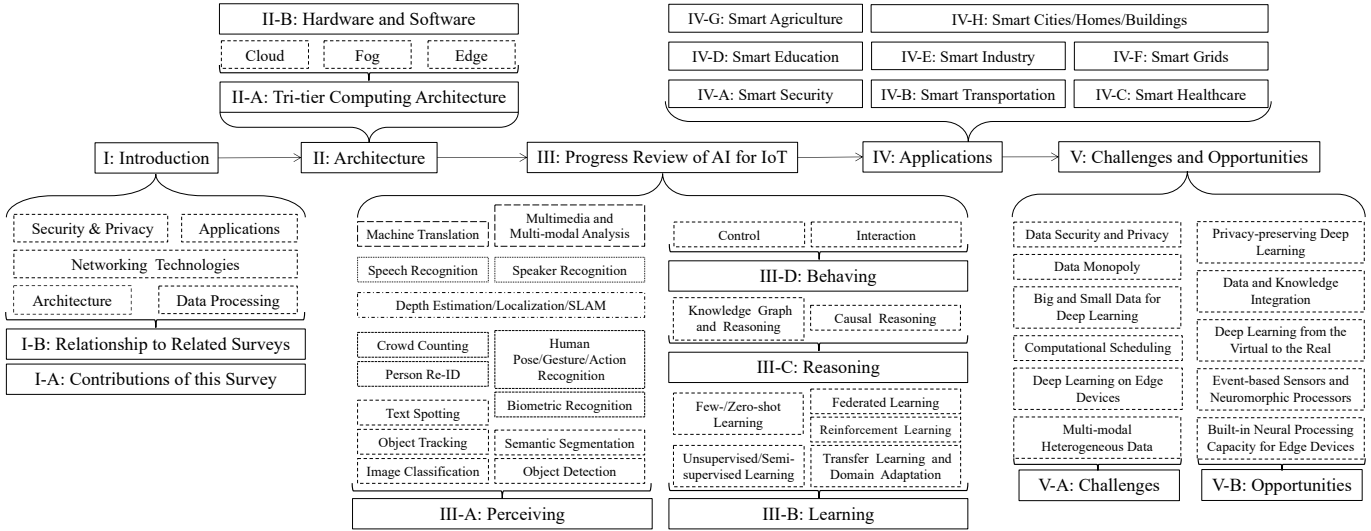 II-B: Hardware and Software
Cloud
Fog
Edge
II-A: Tri-tier Computing Architecture
IV-G: Smart Agriculture
IV-H: Smart Cities/Homes/Buildings
IV-D: Smart Education
IV-E: Smart Industry
IV-F: Smart Grids
IV-A: Smart Security
IV-B: Smart Transportation
IV-C: Smart Healthcare
I: Introduction
II: Architecture
III: Progress Review of AI for IoT
IV: Applications
V: Challenges and Opportunities
Security & Privacy
Applications
Networking Technologies
Architecture
Data Processing
I-B: Relationship to Related Surveys
I-A: Contributions of this Survey
Machine Translation
Multimedia and
Multi-modal Analysis
Speech Recognition
Speaker Recognition
Depth Estimation/Localization/SLAM
Crowd Counting
Person Re-ID
Human
Pose/Gesture/Action
Recognition
Biometric Recognition
Text Spotting
Object Tracking
Semantic Segmentation
Image Classification
Object Detection
III-A: Perceiving
Control
Interaction
III-D: Behaving
Knowledge Graph
and Reasoning
Causal Reasoning
III-C: Reasoning
Few-/Zero-shot
Learning
Federated Learning
Reinforcement Learning
Unsupervised/Semi-
supervised Learning
Transfer Learning and
Domain Adaptation
III-B: Learning
Data Security and Privacy
Data Monopoly
Big and Small Data for
Deep Learning
Computational Scheduling
Deep Learning on Edge
Devices
Multi-modal
Heterogeneous Data
V-A: Challenges
Privacy-preserving Deep
Learning
Data and Knowledge
Integration
Deep Learning from the
Virtual to the Real
Event-based Sensors and
Neuromorphic Processors
Built-in Neural Processing
Capacity for Edge Devices
V-B: Opportunities